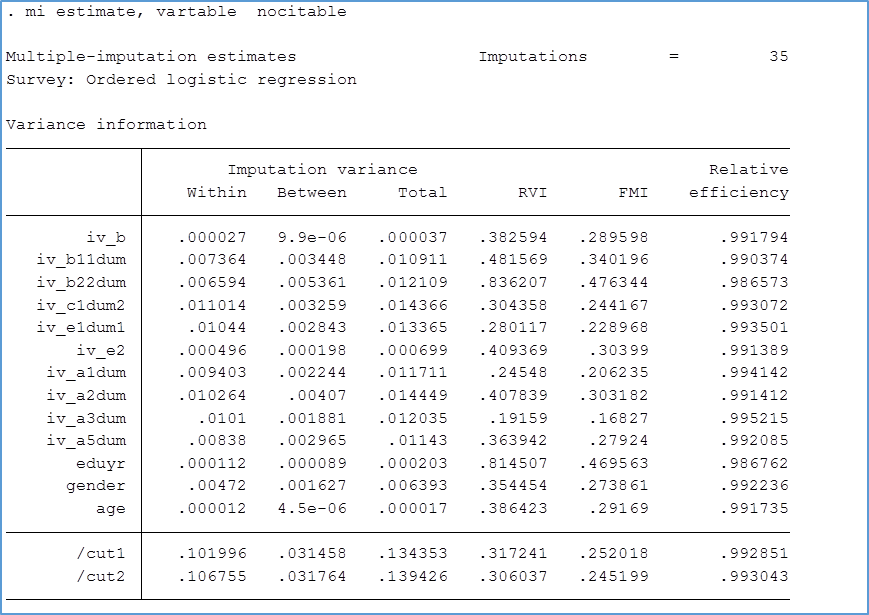 . mi estimate, vartable  nocitable
Multiple-imputation estimates                  Imputations        =         35
Survey: Ordered logistic regression
Variance information
Imputation variance                             Relative
Within   Between     Total       RVI       FMI    efficiency
iv_b     .000027   9.9e-06   .000037   .382594   .289598       .991794
iv_b11dum     .007364   .003448   .010911   .481569   .340196       .990374
iv_b22dum     .006594   .005361   .012109   .836207   .476344       .986573
iv_c1dum2     .011014   .003259   .014366   .304358   .244167       .993072
iv_e1dum1      .01044   .002843   .013365   .280117   .228968       .993501
iv_e2     .000496   .000198   .000699   .409369    .30399       .991389
iv_a1dum     .009403   .002244   .011711    .24548   .206235       .994142
iv_a2dum     .010264    .00407   .014449   .407839   .303182       .991412
iv_a3dum       .0101   .001881   .012035    .19159    .16827       .995215
iv_a5dum      .00838   .002965    .01143   .363942    .27924       .992085
eduyr     .000112   .000089   .000203   .814507   .469563       .986762
gender      .00472   .001627   .006393   .354454   .273861       .992236
age     .000012   4.5e-06   .000017   .386423    .29169       .991735
/cut1     .101996   .031458   .134353   .317241   .252018       .992851
/cut2     .106755   .031764   .139426   .306037   .245199       .993043